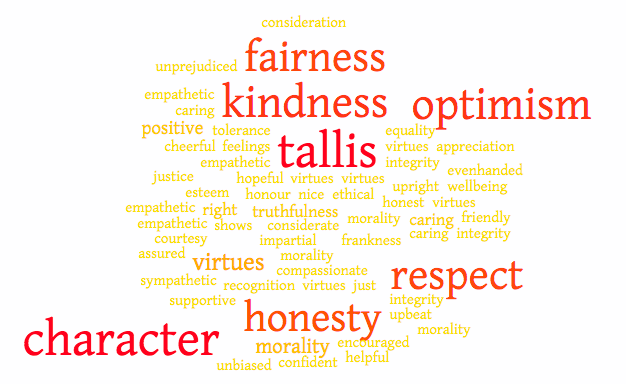 consideration
fairness
unprejudiced
kindness optimism
empathetic
caring
positive tolerance equality
tallis
cheerful feelings virtues appreciation
empathetic integrity
justice hopeful virtues virtues evenhanded
esteem honour nice ethical upright wellbeing
honest virtues
empathetic right truthfulness
empathetic shows considerate morality caring friendly
courtesy impartial frankness caring integrity
assured virtues morality
compassionate respect
sympathetic recognition virtues just
supportive integrity
honesty upbeat
character morality
morality encouraged
unbiased confident helpful